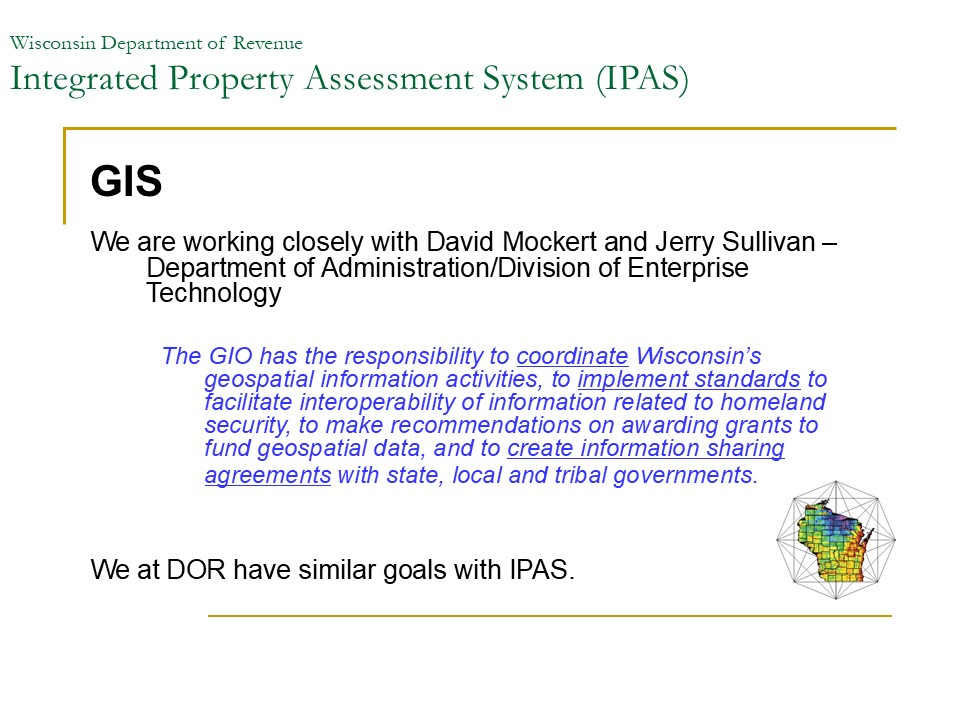 Wisconsin Department of Revenue
Integrated Property Assessment System (IPAS)
GIS
We are working closely with David Mockert and Jerry Sullivan –
Department of Administration/Division of Enterprise
Technology
The GIO has the responsibility to coordinate Wisconsin’s
geospatial information activities, to implement standards to
facilitate interoperability of information related to homeland
security, to make recommendations on awarding grants to
fund geospatial data, and to create information sharing
agreements with state, local and tribal governments.
We at DOR have similar goals with IPAS.